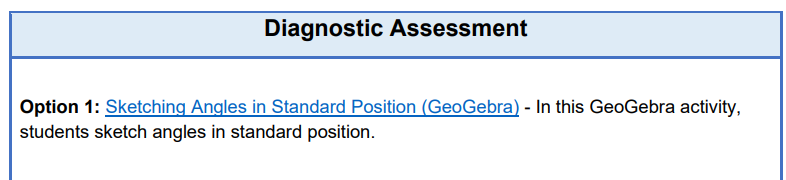 Diagnostic Assessment
Option 1: Sketching Angles in Standard Position (GeoGebra) - In this GeoGebra activity,
students sketch angles in standard position.